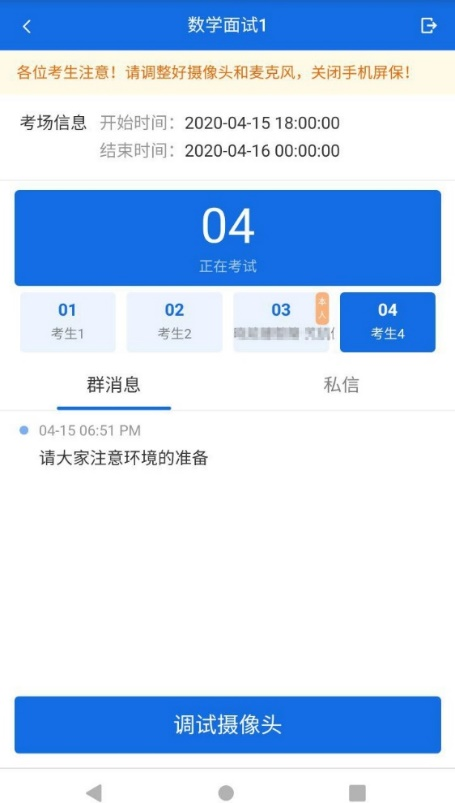 数学面试1
各位考生注意！请调整好摄像头和麦克风，关闭手机屏保！
考场信息 开始时间：2020-04-15 18:00:00
结束时间：2020-04-16 00:00:00
04
正在考试
01
考生1
02
考生2
03
本人
04
考生4
群消息
私信
04-15 06:51 PM
请大家注意环境的准备
调试摄像头